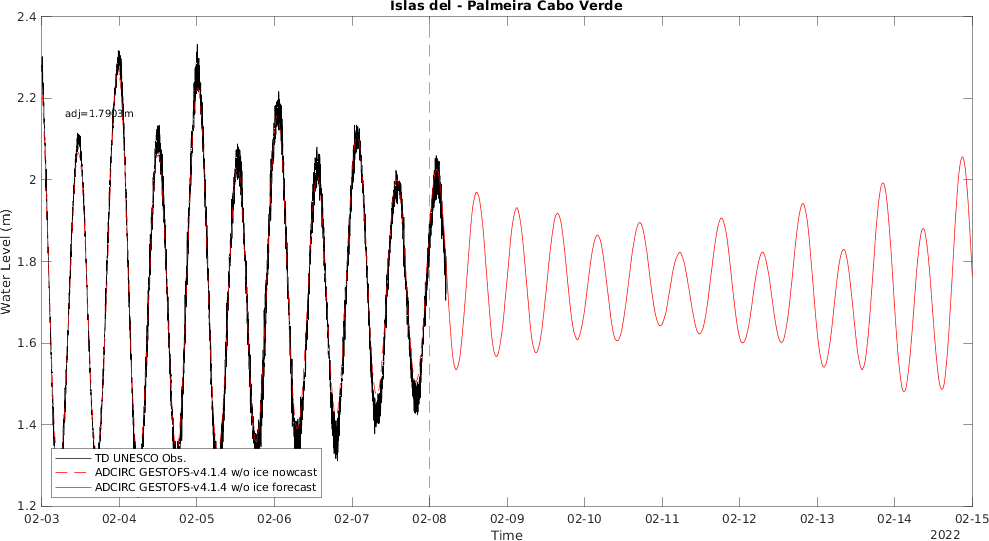 Islas del - Palmeira Cabo Verde
2.4
2.2
2
1.8
1.6
1.4
1.2
Water Level (m)
adj=1.7903m
TD UNESCO Obs.
ADCIRC GESTOFS-v4.1.4 w/o ice nowcast
ADCIRC GESTOFS-v4.1.4 w/o ice forecast
02-03 02-04 02-05 02-06 02-07 02-08 02-09 02-10 02-11 02-12 02-13 02-14 02-15
Time
2022